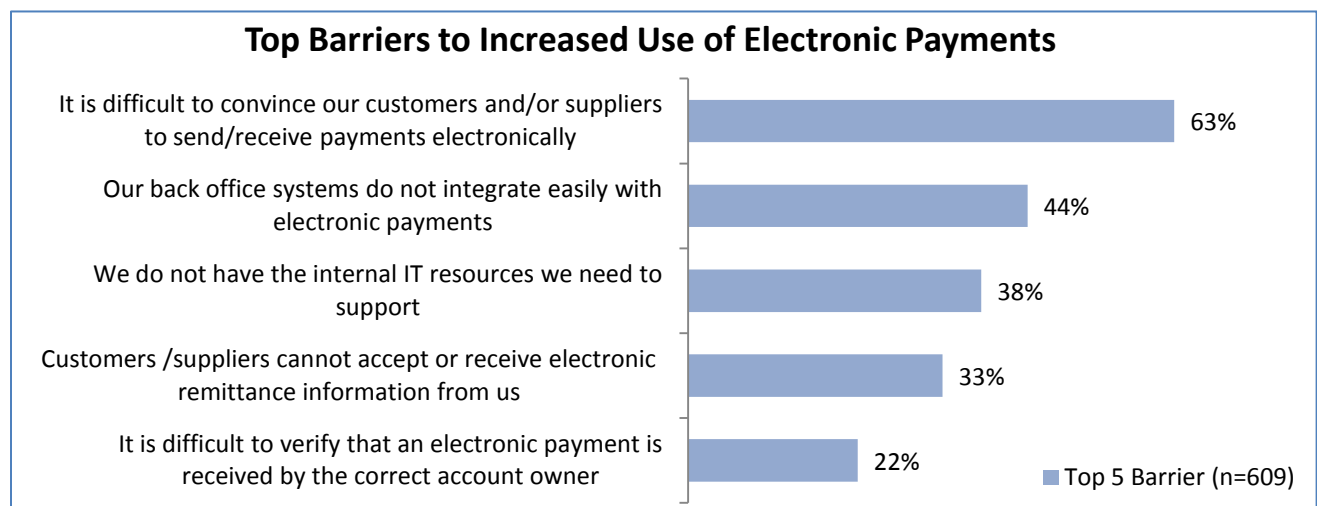 Top Barriers to Increased Use of Electronic Payments
It is difficult to convince our customers and/or suppliers
to send/receive payments electronically
63%
Our back office systems do not integrate easily with
electronic payments
44%
We do not have the internal IT resources we need to
support
38%
Customers /suppliers cannot accept or receive electronic
remittance information from us
33%
It is difficult to verify that an electronic payment is
received by the correct account owner
22%
Top 5 Barrier (n=609)